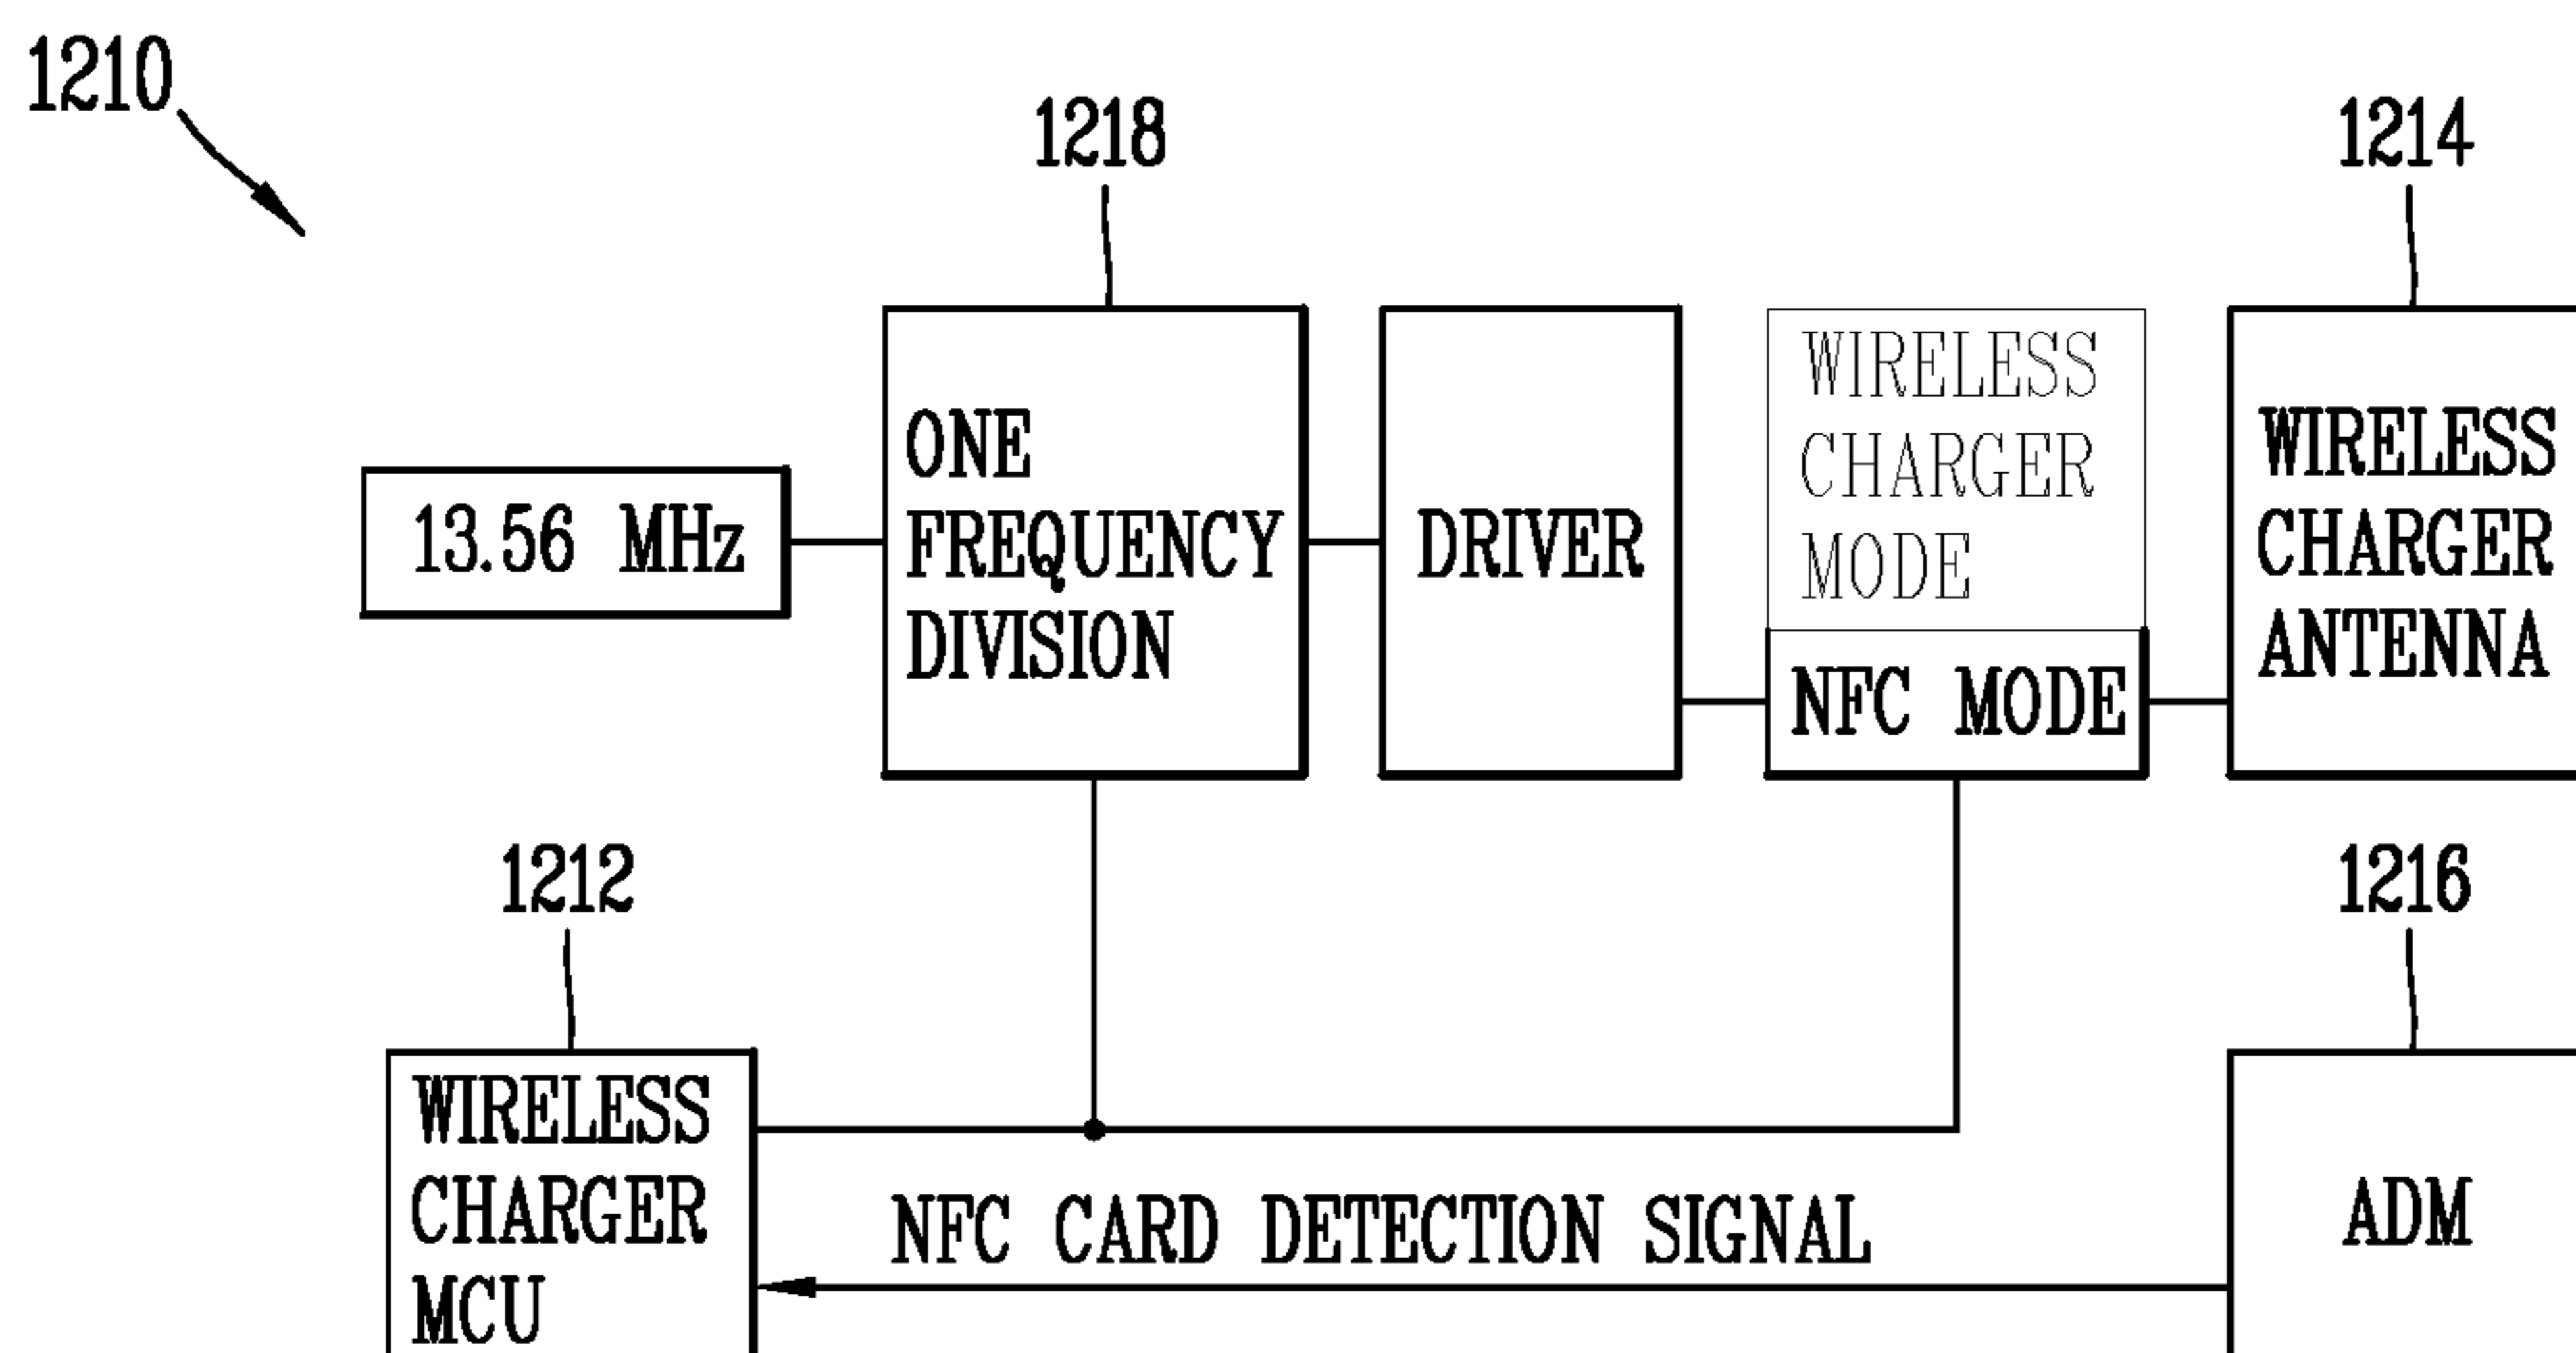 1210
1218
1214
WIRELESS
CHARGER
MODE
ONE
FREQUENCY
DIVISION
13.56 MHz
DRIVER
NFC MODE
WIRELESS
CHARGER
ANTENNA
1212
1216
WIRELESS
CHARGER
MCU
NFC CARD DETECTION SIGNAL
ADM